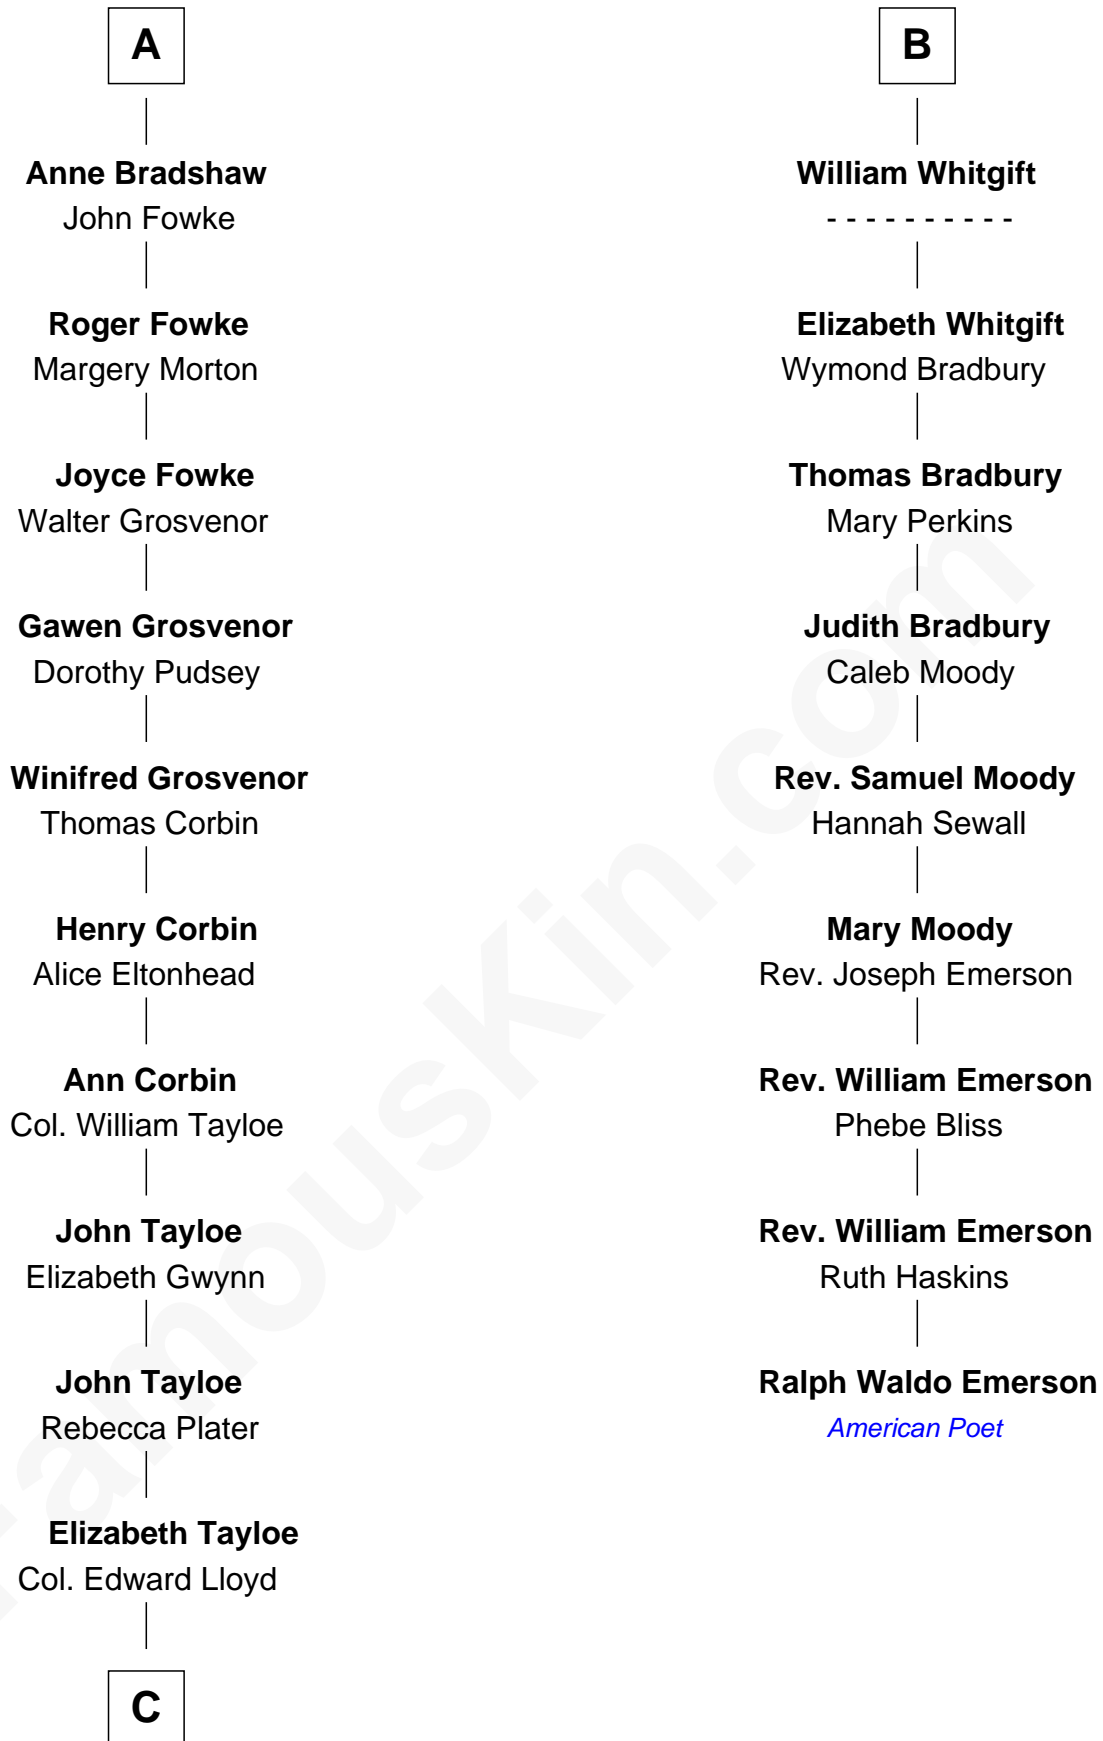 A
Anne Bradshaw
John Fowke
Roger Fowke
Margery Morton
Joyce Fowke
Walter Grosvenor
Gawen Grosvenor
Dorothy Pudsey
Winifred Grosvenor
Thomas Corbin
Henry Corbin
Alice Eltonhead
Ann Corbin
Col. William Tayloe
John Tayloe
Elizabeth Gwynn
John Tayloe
Rebecca Plater
Elizabeth Tayloe
Col. Edward Lloyd
C
B
William Whitgift
- - - - - - - - - -
Elizabeth Whitgift
Wymond Bradbury
Thomas Bradbury
Mary Perkins
Judith Bradbury
Caleb Moody
Rev. Samuel Moody
Hannah Sewall
Mary Moody
Rev. Joseph Emerson
Rev. William Emerson
Phebe Bliss
Rev. William Emerson
Ruth Haskins
Ralph Waldo Emerson
American Poet
FamousKin.com